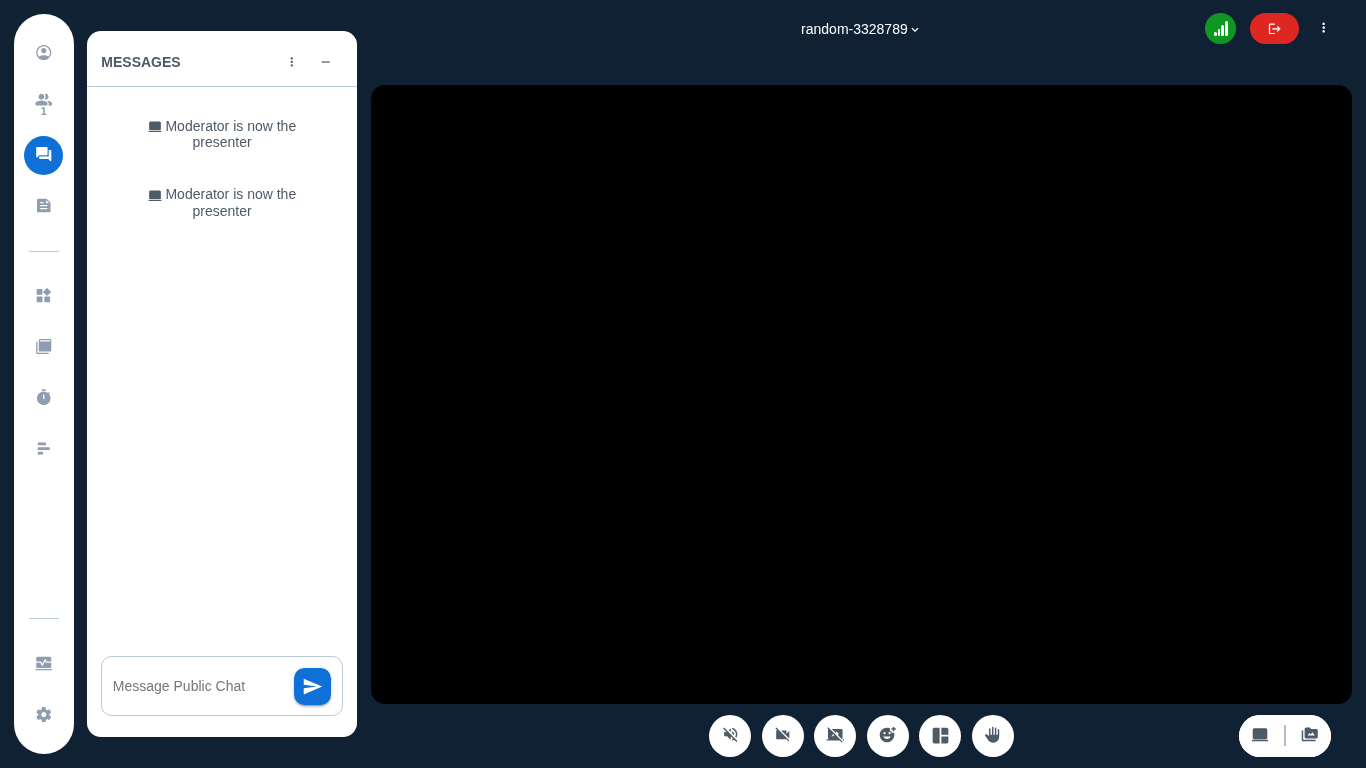 random-3328789
1
MESSAGES
Moderator is now the
presenter
Moderator is now the
presenter
Message Public Chat